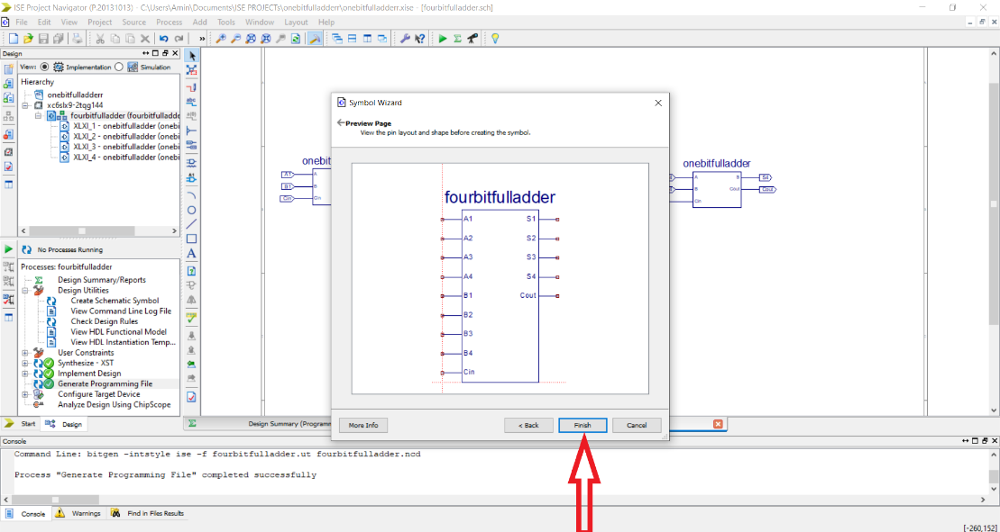 ISE Project Navigator (P.20131013) - C:\Users\Amin\Documents\ISE PROJECTs\onebitfulladderr\onebitfulladderr.xise - [fourbitfulladder.sch]
File Edit View Project Source Process Add Tools Window Layout Help
Design
View: Implementation Simulation
Hierarchy
onebitfulladderr
xc6slx9-2tqg144
fourbitfulladder (fourbitfulladde
XLXI_1 - onebitfulladder (onebi
XLXI_2 - onebitfulladder (onebi
XLXI_3 - onebitfulladder (onebi
XLXI_4 - onebitfulladder (onebi
No Processes Running
Processes: fourbitfulladder
Design Summary/Reports
Design Utilities
Create Schematic Symbol
View Command Line Log File
Check Design Rules
View HDL Functional Model
View HDL Instantiation Temp...
User Constraints
Synthesize - XST
Implement Design
Generate Programming File
Configure Target Device
Analyze Design Using ChipScope
Start Design
onebit
A1 A
B1 B
Cin Cin
Symbol Wizard
Preview Page
View the pin layout and shape before creating the symbol.
fourbitfulladder
A1 S1
A2 S2
A3 S3
A4 S4
B1 Cout
B2
B3
B4
Cin
More Info < Back Finish Cancel
onebitfulladder
A S S4
B Cout Cout
Cin
Design Summary (Programm
Console
Command Line: bitgen -intstyle ise -f fourbitfulladder.ut fourbitfulladder.ncd
Process "Generate Programming File" completed successfully
Console Warnings Find in Files Results
[-260,152]